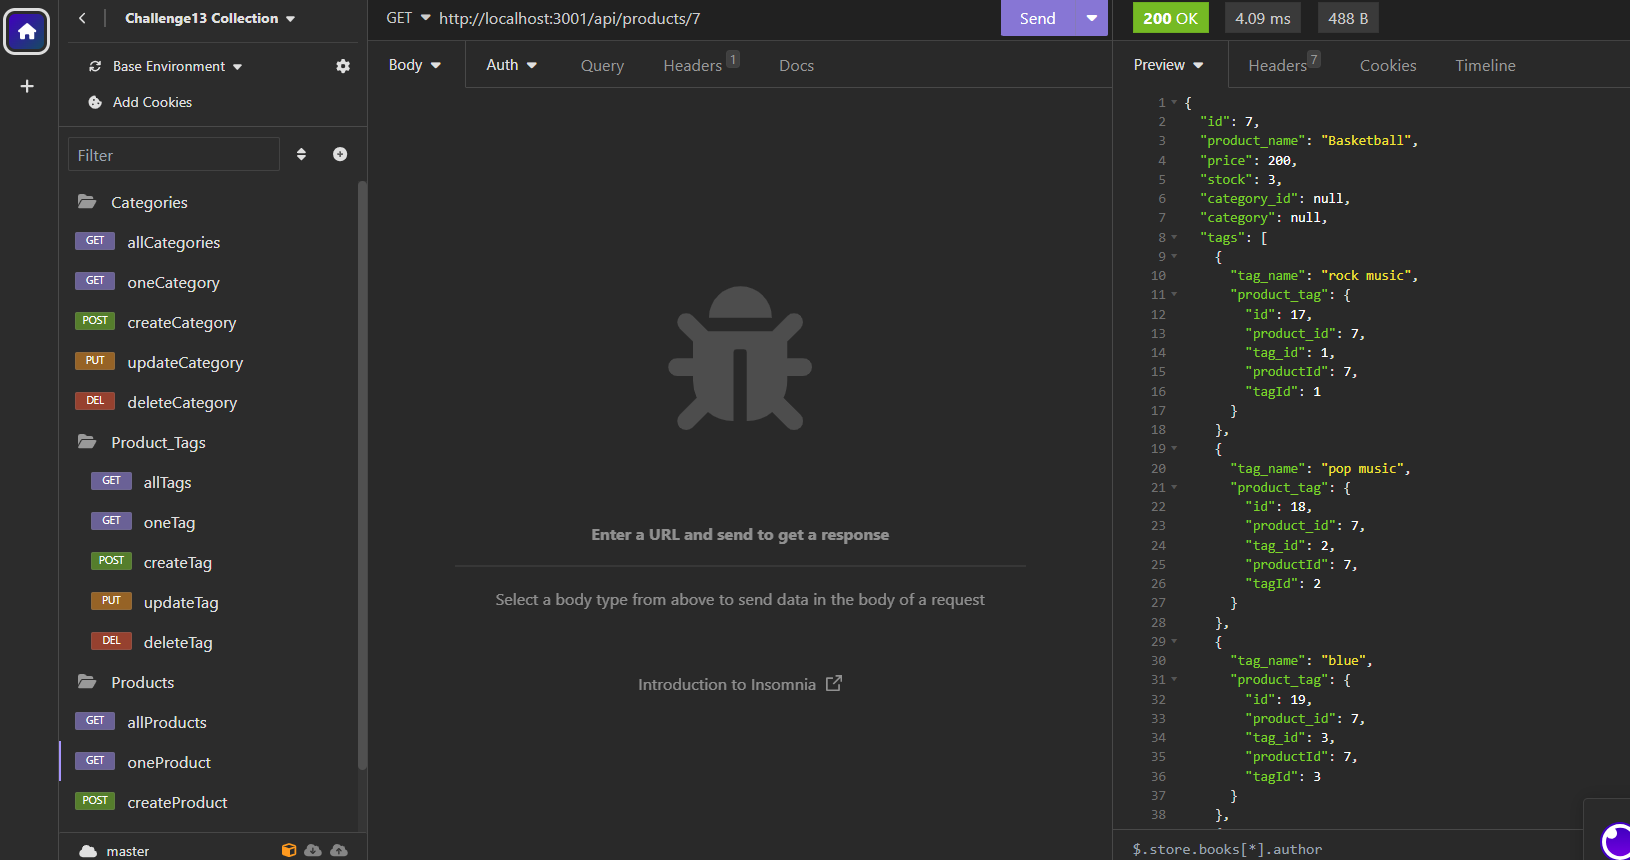 Challenge13 Collection
Base Environment
Add Cookies
Filter
Categories
GET allCategories
GET oneCategory
POST createCategory
PUT updateCategory
DEL deleteCategory
Product_Tags
GET allTags
GET oneTag
POST createTag
PUT updateTag
DEL deleteTag
Products
GET allProducts
GET oneProduct
POST createProduct
master
GET http://localhost:3001/api/products/7 Send
Body Auth Query Headers 1 Docs
Enter a URL and send to get a response
Select a body type from above to send data in the body of a request
Introduction to Insomnia
200 OK 4.09 ms 488 B
Preview Headers 7 Cookies Timeline
1 {
2 "id": 7,
3 "product_name": "Basketball",
4 "price": 200,
5 "stock": 3,
6 "category_id": null,
7 "category": null,
8 "tags": [
9 {
10 "tag_name": "rock music",
11 "product_tag": {
12 "id": 17,
13 "product_id": 7,
14 "tag_id": 1,
15 "productId": 7,
16 "tagId": 1
17 }
18 },
19 {
20 "tag_name": "pop music",
21 "product_tag": {
22 "id": 18,
23 "product_id": 7,
24 "tag_id": 2,
25 "productId": 7,
26 "tagId": 2
27 }
28 },
29 {
30 "tag_name": "blue",
31 "product_tag": {
32 "id": 19,
33 "product_id": 7,
34 "tag_id": 3,
35 "productId": 7,
36 "tagId": 3
37 }
38 },
$.store.books[*].author